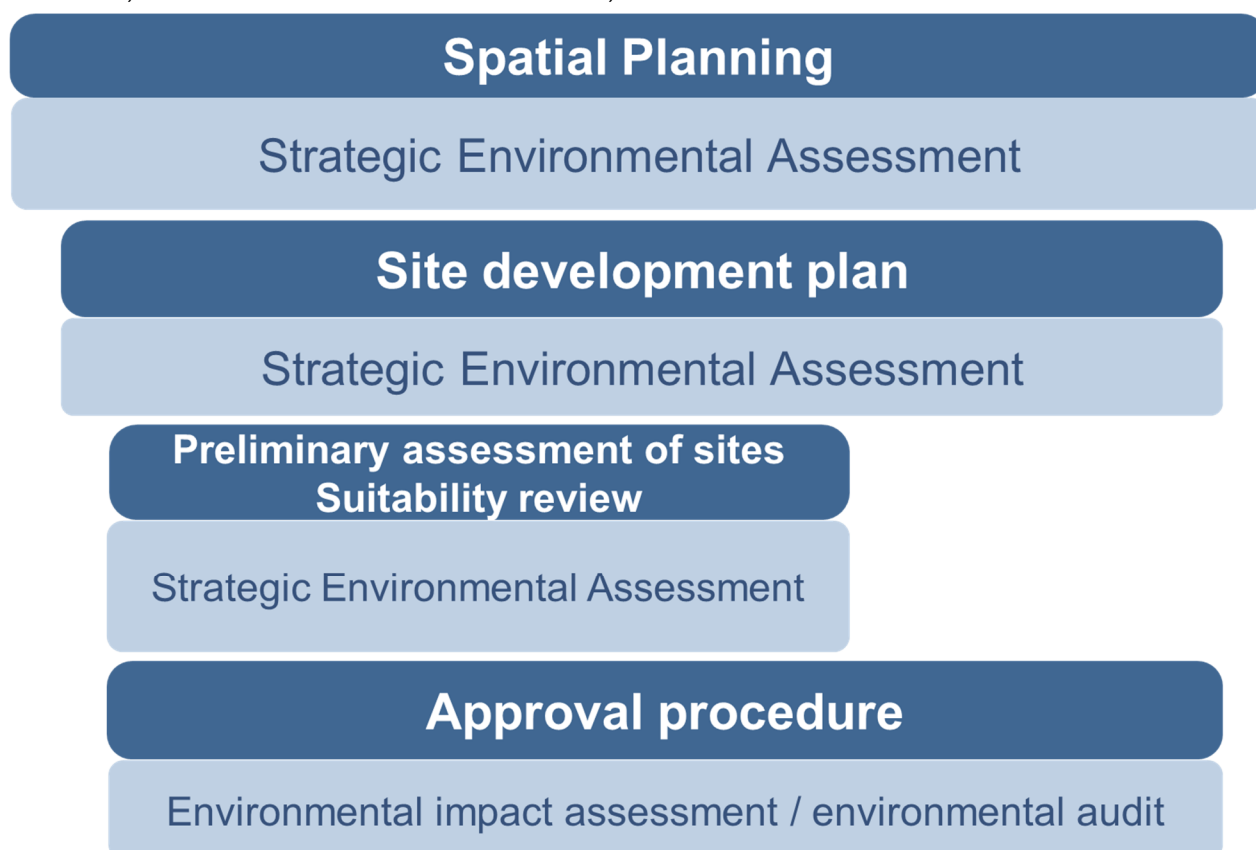 Spatial Planning
Strategic Environmental Assessment
Site development plan
Strategic Environmental Assessment
Preliminary assessment of sites
Suitability review
Strategic Environmental Assessment
Approval procedure
Environmental impact assessment / environmental audit